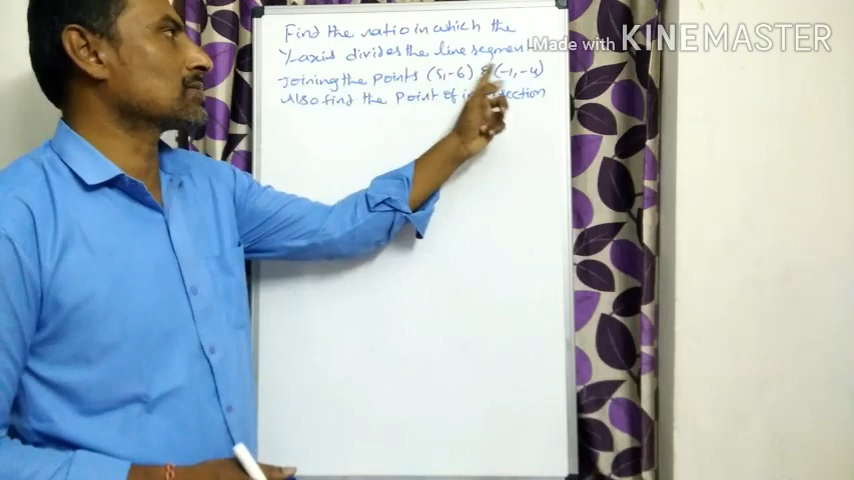 Find the ratio in which the
Y-axis divides the line segment
Joining the points (5,-6) & (-1,-4)
Also find the Point of intersection
Made with KINEMASTER